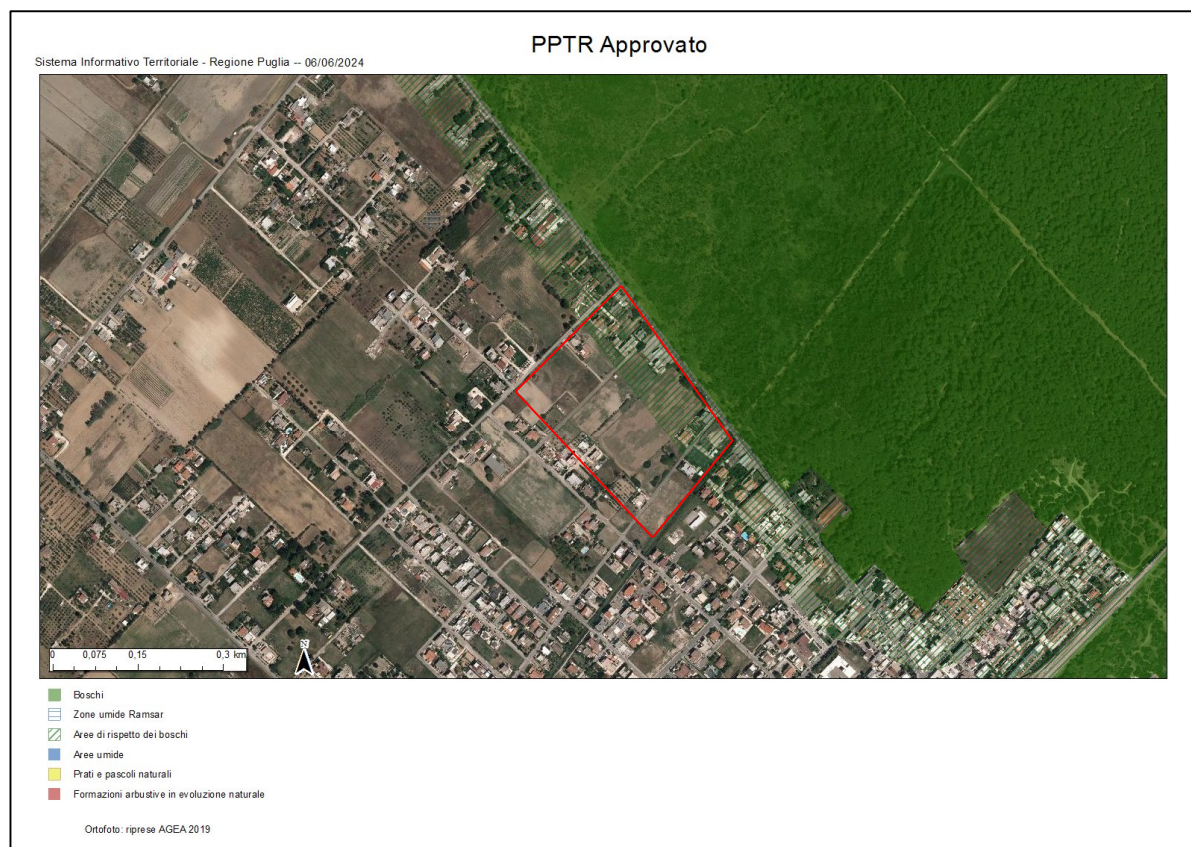 PPTR Approvato
Sistema Informativo Territoriale - Regione Puglia -- 06/06/2024
0 0,075 0,15 0,3 km
N
Boschi
Zone umide Ramsar
Aree di rispetto dei boschi
Aree umide
Prati e pascoli naturali
Formazioni arbustive in evoluzione naturale
Ortofoto: riprese AGEA 2019